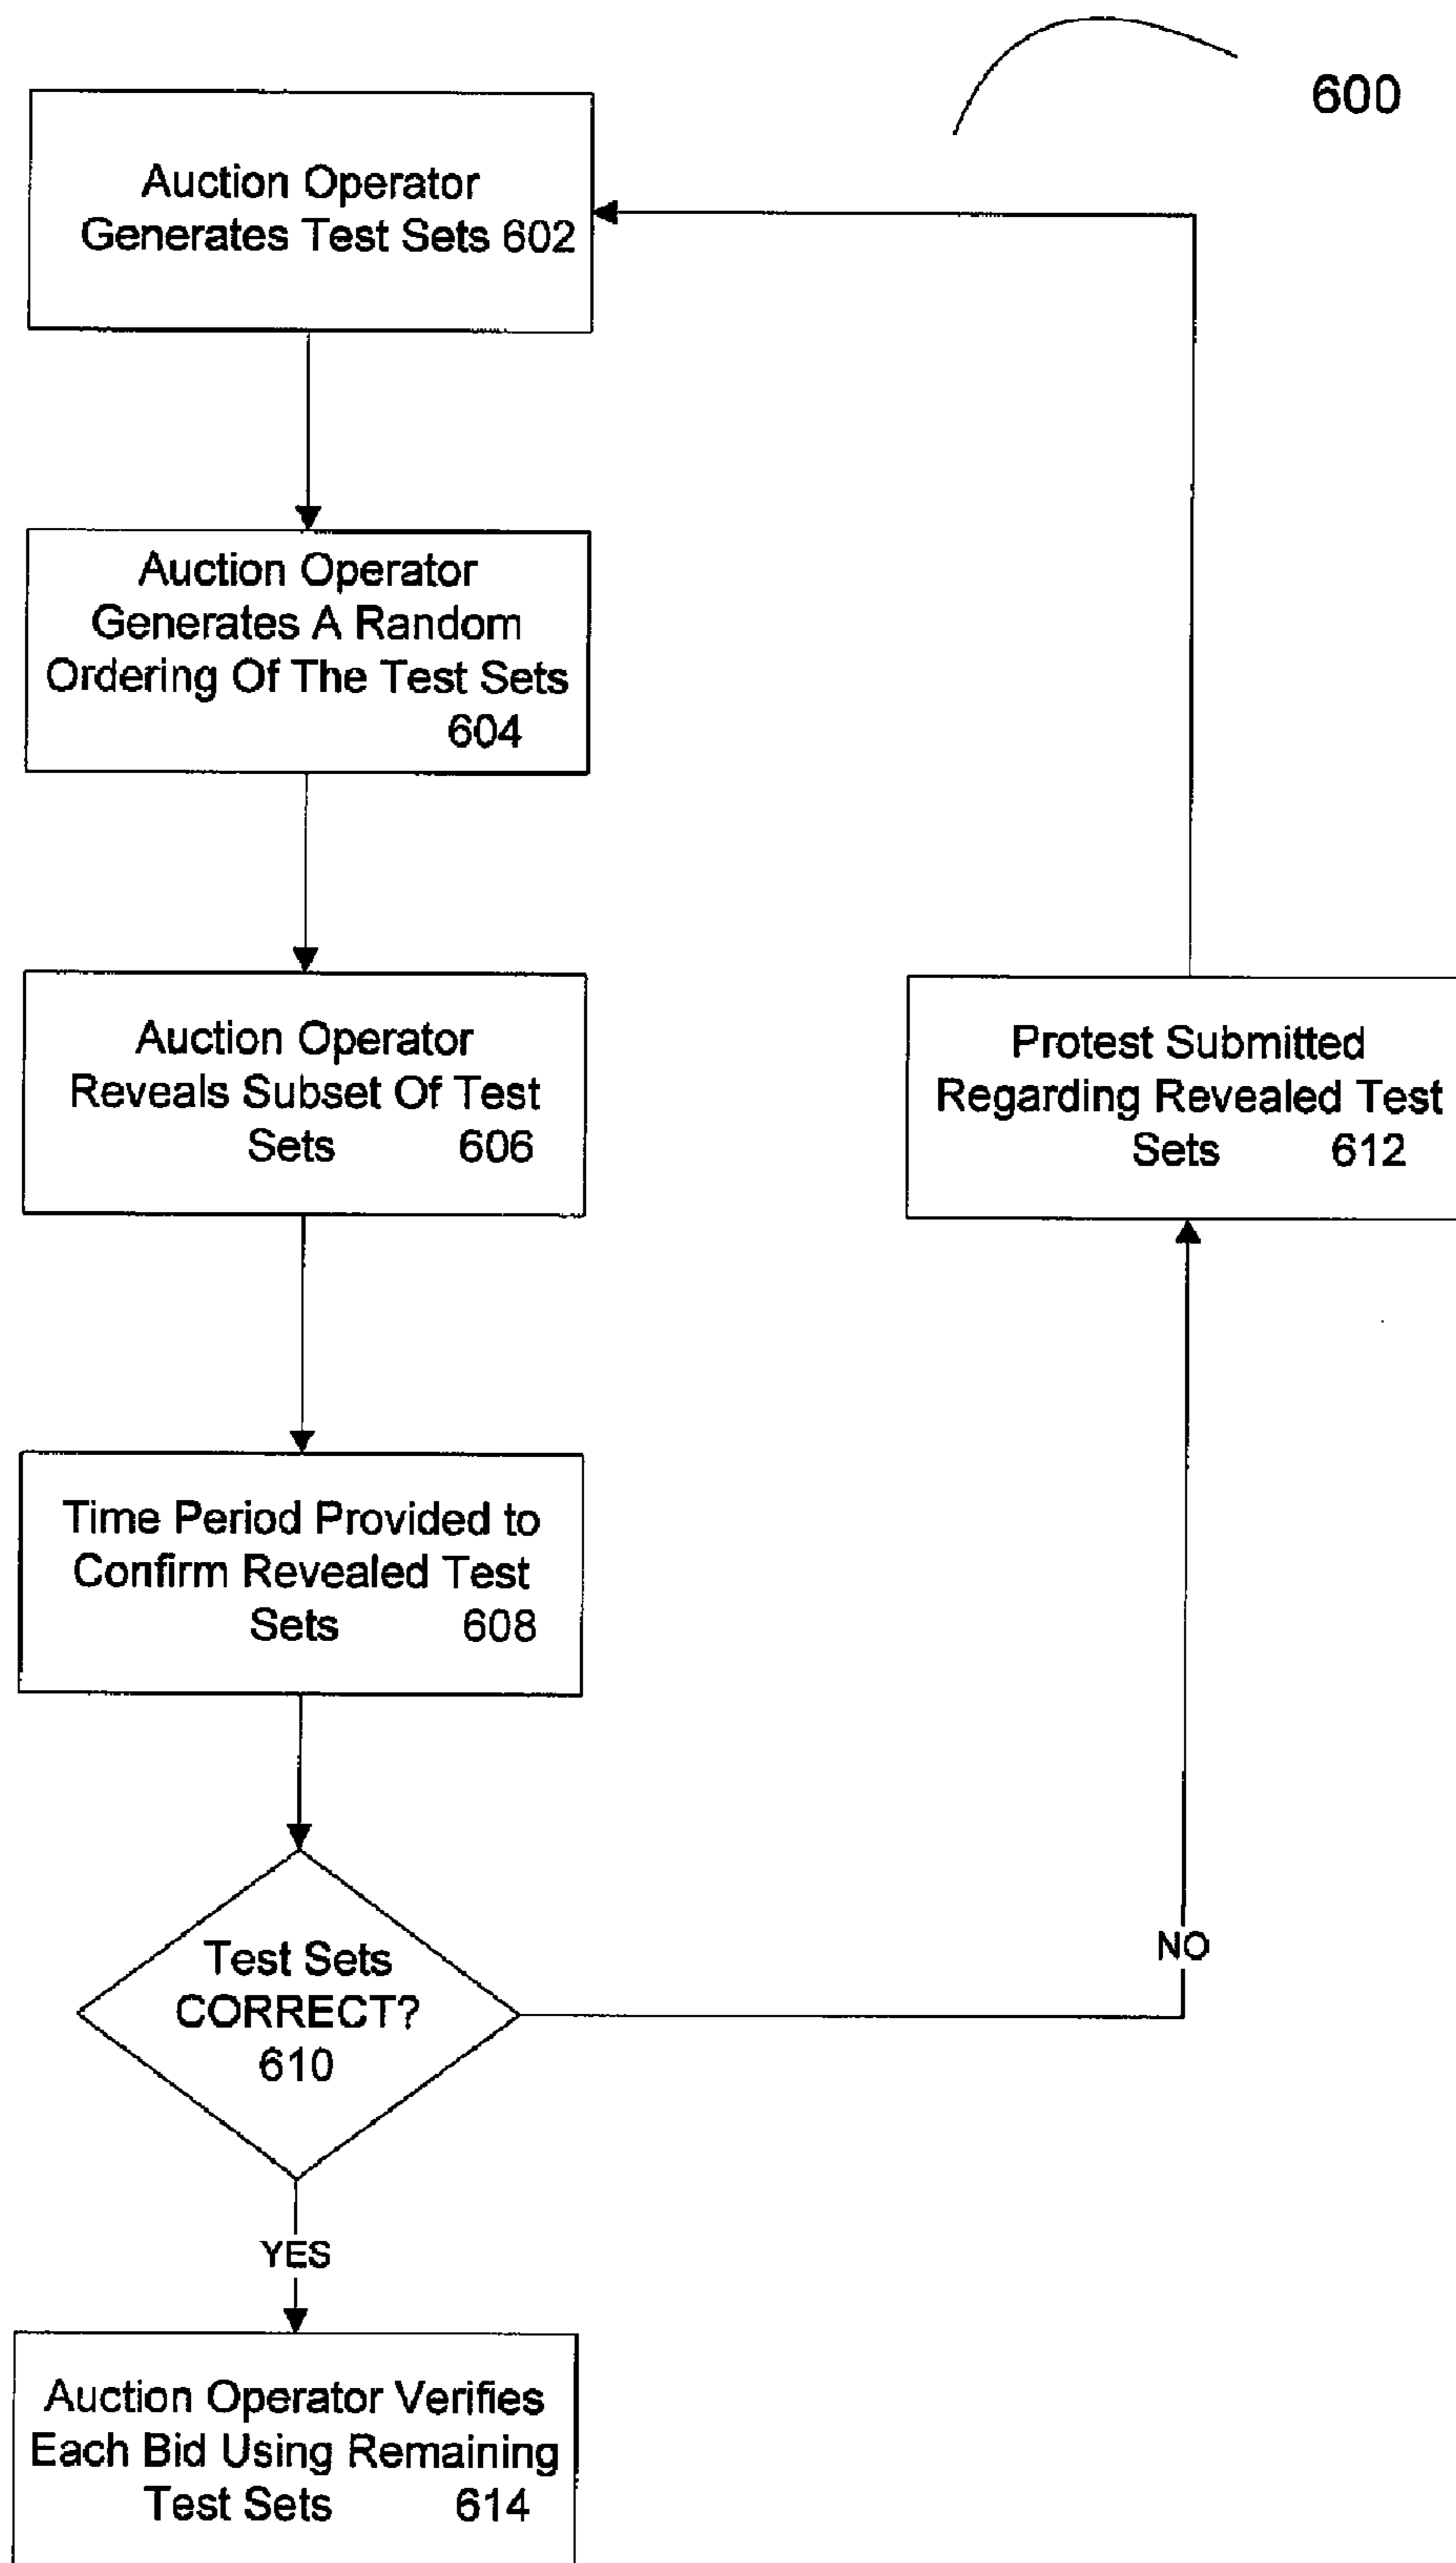 600
Auction Operator
Generates Test Sets 602
Auction Operator
Generates A Random
Ordering Of The Test Sets
604
Auction Operator
Reveals Subset Of Test
Sets 606
Time Period Provided to
Confirm Revealed Test
Sets 608
Test Sets
CORRECT?
610
NO
Protest Submitted
Regarding Revealed Test
Sets 612
YES
Auction Operator Verifies
Each Bid Using Remaining
Test Sets 614